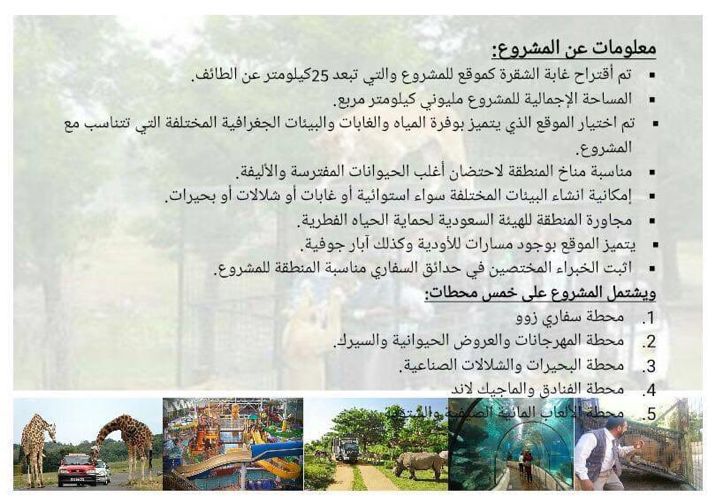 معلومات عن المشروع:
▪ تم أقتراح غابة الشقرة كموقع للمشروع والتي تبعد 25كيلومتر عن الطائف.
▪ المساحة الإجمالية للمشروع مليوني كيلومتر مربع.
▪ تم اختيار الموقع الذي يتميز بوفرة المياه والغابات والبيئات الجغرافية المختلفة التي تتناسب مع
المشروع.
▪ مناسبة مناخ المنطقة لاحتضان أغلب الحيوانات المفترسة والأليفة.
▪ إمكانية انشاء البيئات المختلفة سواء استوائية أو غابات أو شلالات أو بحيرات.
▪ مجاورة المنطقة للهيئة السعودية لحماية الحياه الفطرية.
▪ يتميز الموقع بوجود مسارات للأودية وكذلك آبار جوفية.
▪ اثبت الخبراء المختصين في حدائق السفاري مناسبة المنطقة للمشروع.
ويشتمل المشروع على خمس محطات:
1. محطة سفاري زوو
2. محطة المهرجانات والعروض الحيوانية والسيرك.
3. محطة البحيرات والشلالات الصناعية.
4. محطة الفنادق والماجيك لاند
5. محطة الألعاب المائية الصيفية والشتوية